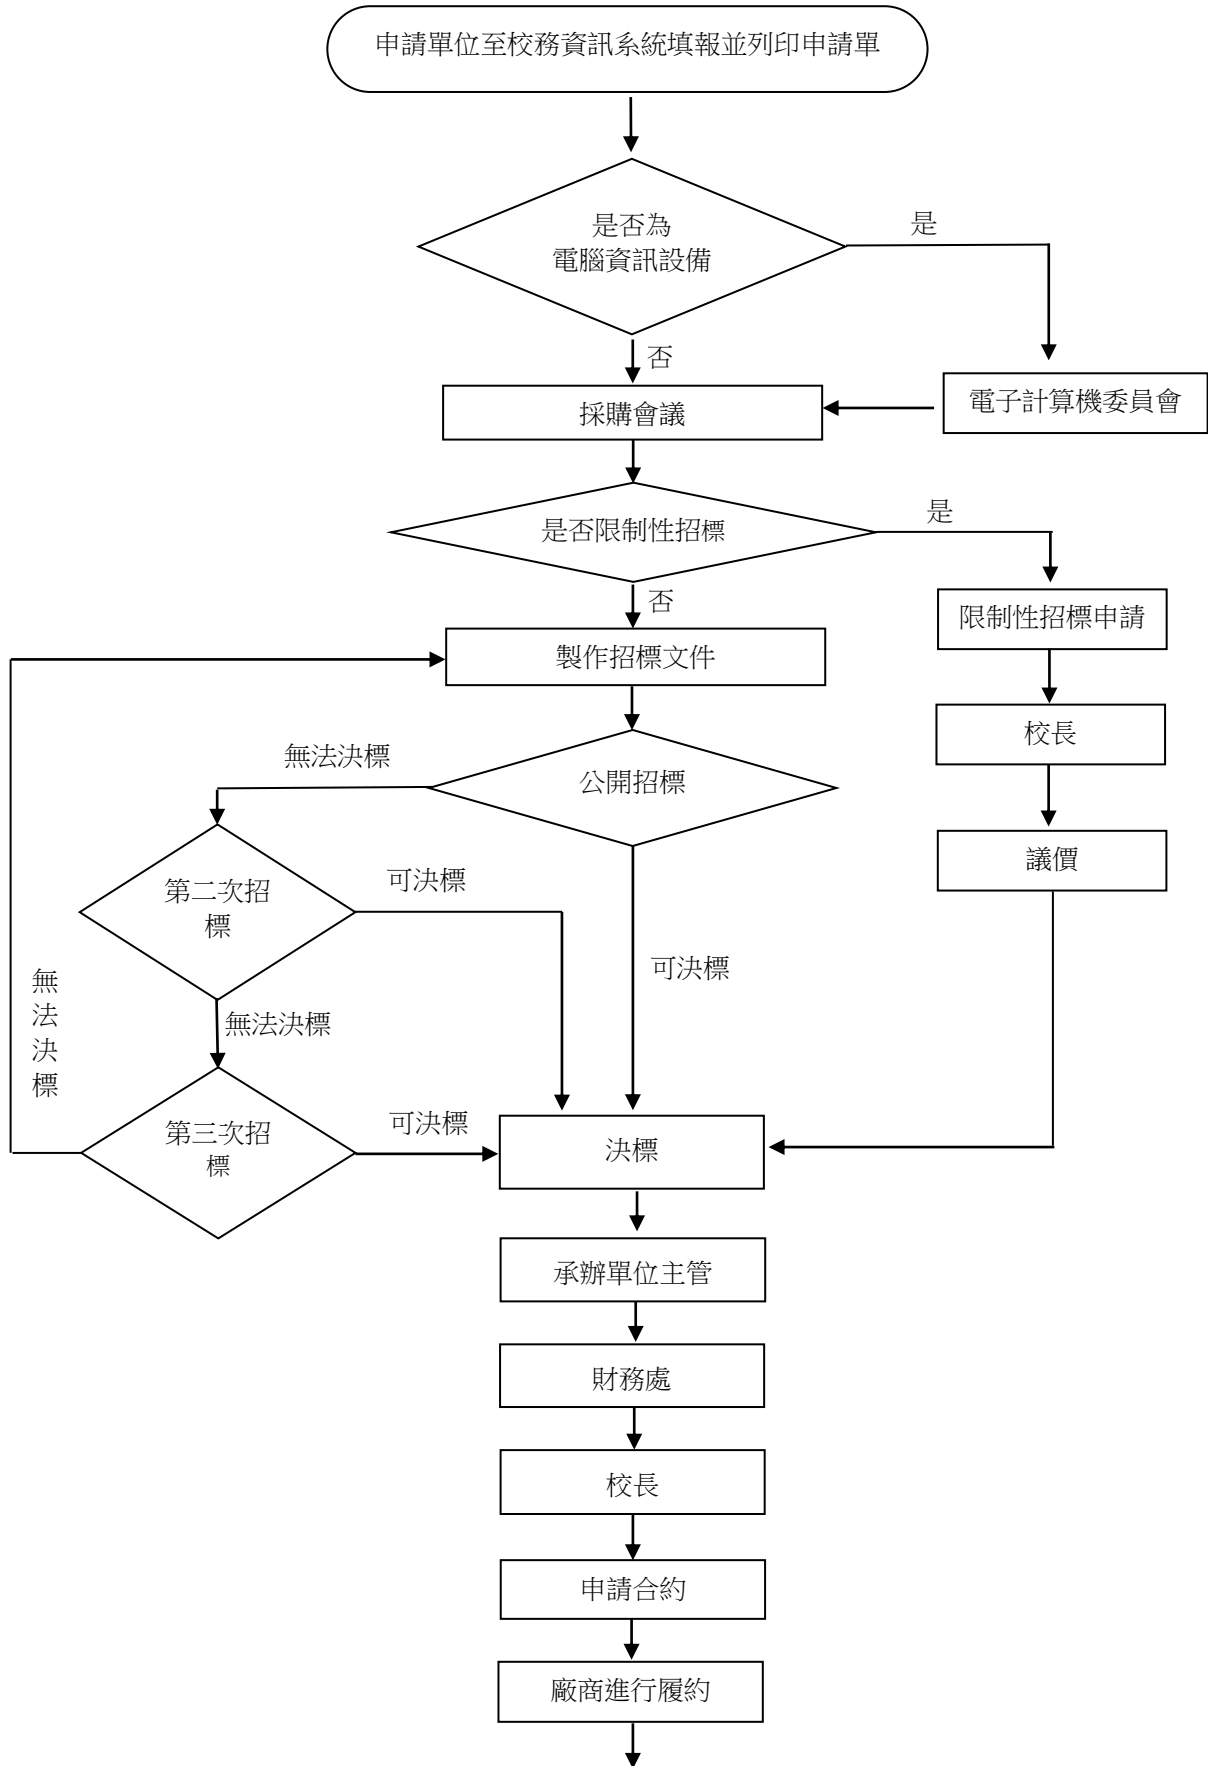 申請單位至校務資訊系統填報並列印申請單
是否為
電腦資訊設備
是
否
採購會議
電子計算機委員會
是否限制性招標
是
否
限制性招標申請
製作招標文件
校長
無法決標
公開招標
議價
第二次招
標
可決標
可決標
無
法
決
標
無法決標
第三次招
標
可決標
決標
承辦單位主管
財務處
校長
申請合約
廠商進行履約